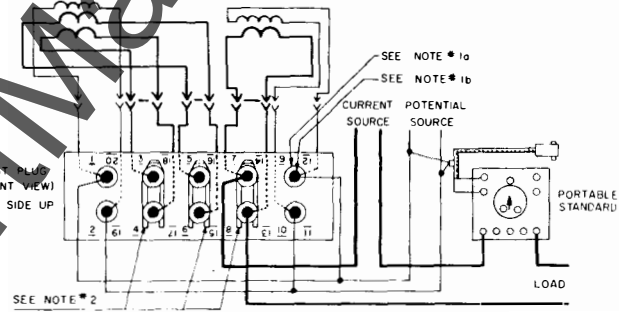 SEE NOTE # 1a
SEE NOTE # 1b
CURRENT SOURCE
POTENTIAL SOURCE
1 20 3 18 5 16 7 14 9 12
PLUG
VIEW)
SIDE UP
2 19 4 17 6 15 8 13 10 11
PORTABLE
STANDARD
LOAD
SEE NOTE # 2